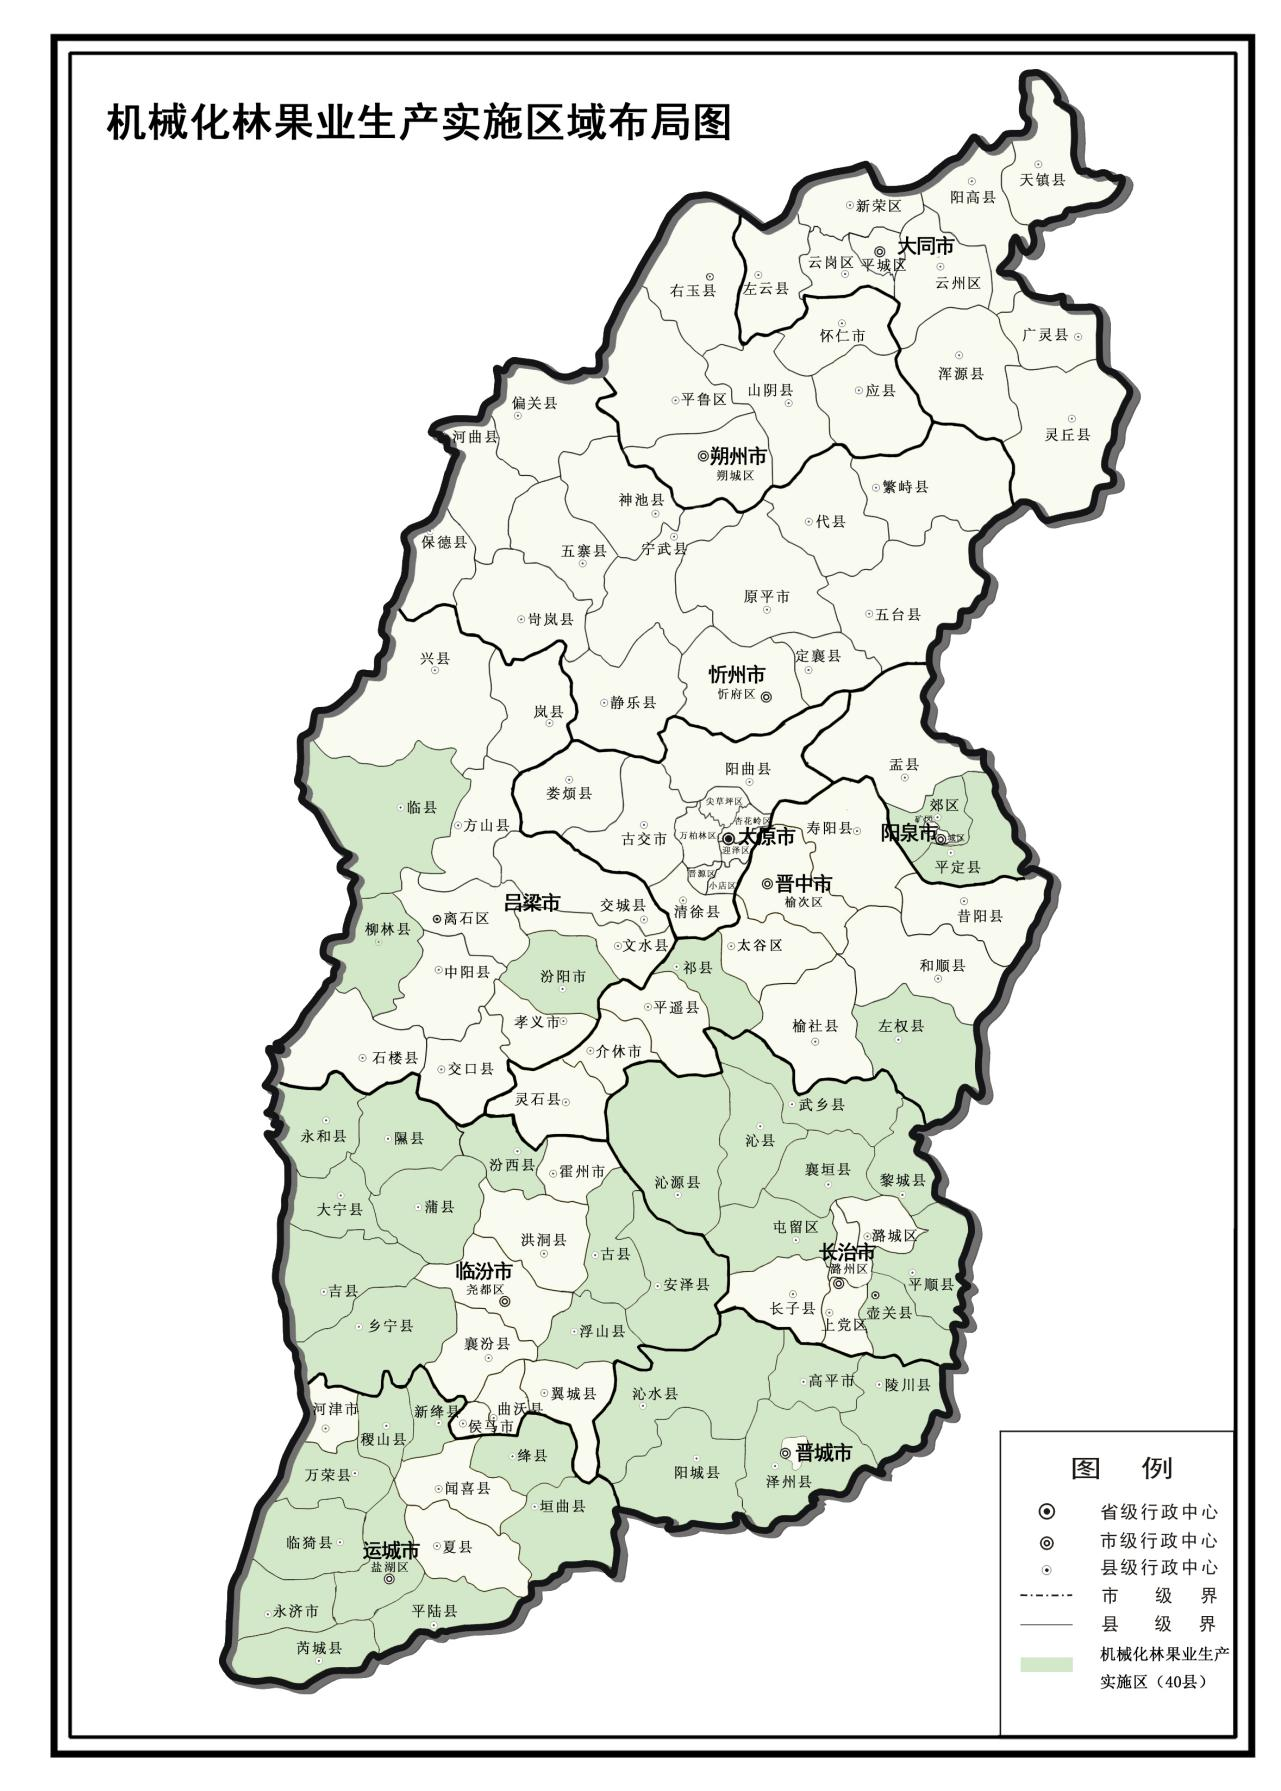 机械化林果业生产实施区域布局图
天镇县
阳高县
新荣区
大同市
云岗区
平城区
云州区
右玉县
左云县
怀仁市
广灵县
浑源县
山阴县
应县
平鲁区
偏关县
灵丘县
河曲县
朔州市
朔城区
繁峙县
神池县
代县
保德县
五寨县
宁武县
原平市
五台县
岢岚县
兴县
定襄县
忻州市
忻府区
静乐县
岚县
盂县
阳曲县
娄烦县
尖草坪区
郊区
临县
杏花岭区
矿区
方山县
古交市
万柏林区
太原市
寿阳县
阳泉市
城区
迎泽区
平定县
晋源区
小店区
晋中市
榆次区
吕梁市
交城县
清徐县
昔阳县
离石区
柳林县
文水县
太谷区
中阳县
汾阳市
祁县
和顺县
平遥县
孝义市
榆社县
左权县
石楼县
交口县
介休市
灵石县
武乡县
永和县
隰县
沁县
汾西县
霍州市
襄垣县
黎城县
沁源县
大宁县
蒲县
屯留区
潞城区
洪洞县
古县
长治市
潞州区
临汾市
尧都区
安泽县
平顺县
吉县
长子县
壶关县
上党区
乡宁县
浮山县
襄汾县
高平市
陵川县
翼城县
沁水县
河津市
新绛县
曲沃县
侯马市
稷山县
绛县
晋城市
万荣县
阳城县
泽州县
闻喜县
垣曲县
临猗县
运城市
盐湖区
夏县
永济市
平陆县
芮城县
图 例
省级行政中心
市级行政中心
县级行政中心
市 级 界
县 级 界
机械化林果业生产
实施区（40县）